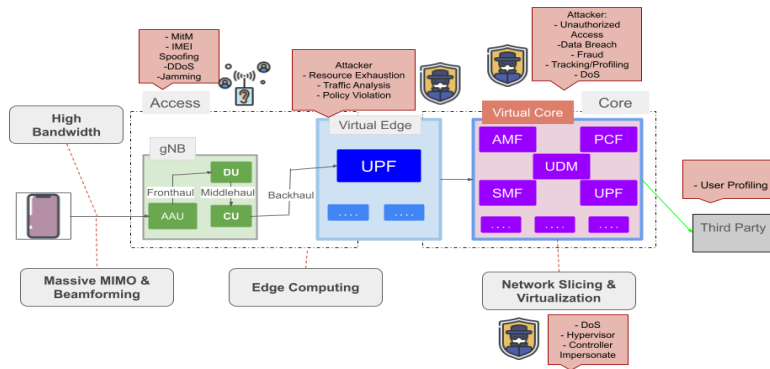 - MitM
- IMEI
Spoofing
-DDoS
-Jamming
Attacker
- Resource Exhaustion
- Traffic Analysis
- Policy Violation
Attacker:
- Unauthorized
Access
-Data Breach
- Fraud
- Tracking/Profiling
- DoS
High
Bandwidth
Access
Virtual Edge
Virtual Core
Core
gNB
DU
Fronthaul
Middlehaul
AAU
CU
Backhaul
UPF
....
....
AMF
PCF
UDM
SMF
UPF
....
....
....
- User Profiling
Third Party
Massive MIMO &
Beamforming
Edge Computing
Network Slicing &
Virtualization
- DoS
- Hypervisor
- Controller
Impersonate